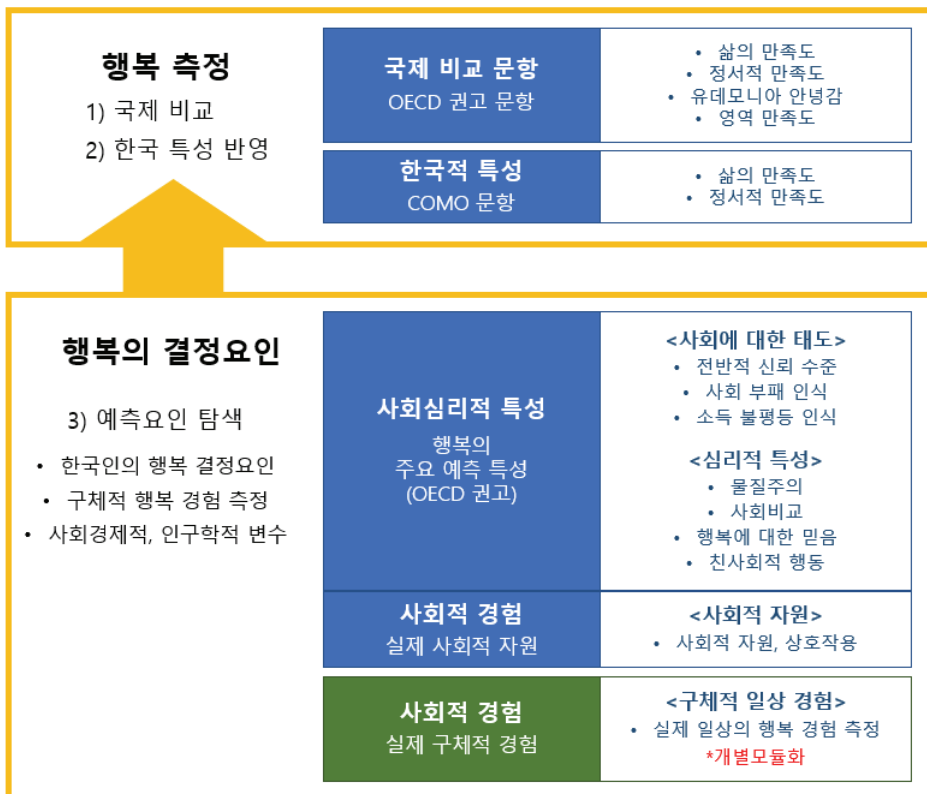 행복 측정
1) 국제 비교
2) 한국 특성 반영
국제 비교 문항
OECD 권고 문항
• 삶의 만족도
• 정서적 만족도
• 유데모니아 안녕감
• 영역 만족도
한국적 특성
COMO 문항
• 삶의 만족도
• 정서적 만족도
행복의 결정요인
3) 예측요인 탐색
• 한국인의 행복 결정요인
• 구체적 행복 경험 측정
• 사회경제적, 인구학적 변수
사회심리적 특성
행복의
주요 예측 특성
(OECD 권고)
<사회에 대한 태도>
• 전반적 신뢰 수준
• 사회 부패 인식
• 소득 불평등 인식
<심리적 특성>
• 물질주의
• 사회비교
• 행복에 대한 믿음
• 친사회적 행동
사회적 경험
실제 사회적 자원
<사회적 자원>
• 사회적 자원, 상호작용
사회적 경험
실제 구체적 경험
<구체적 일상 경험>
• 실제 일상의 행복 경험 측정
*개별모듈화